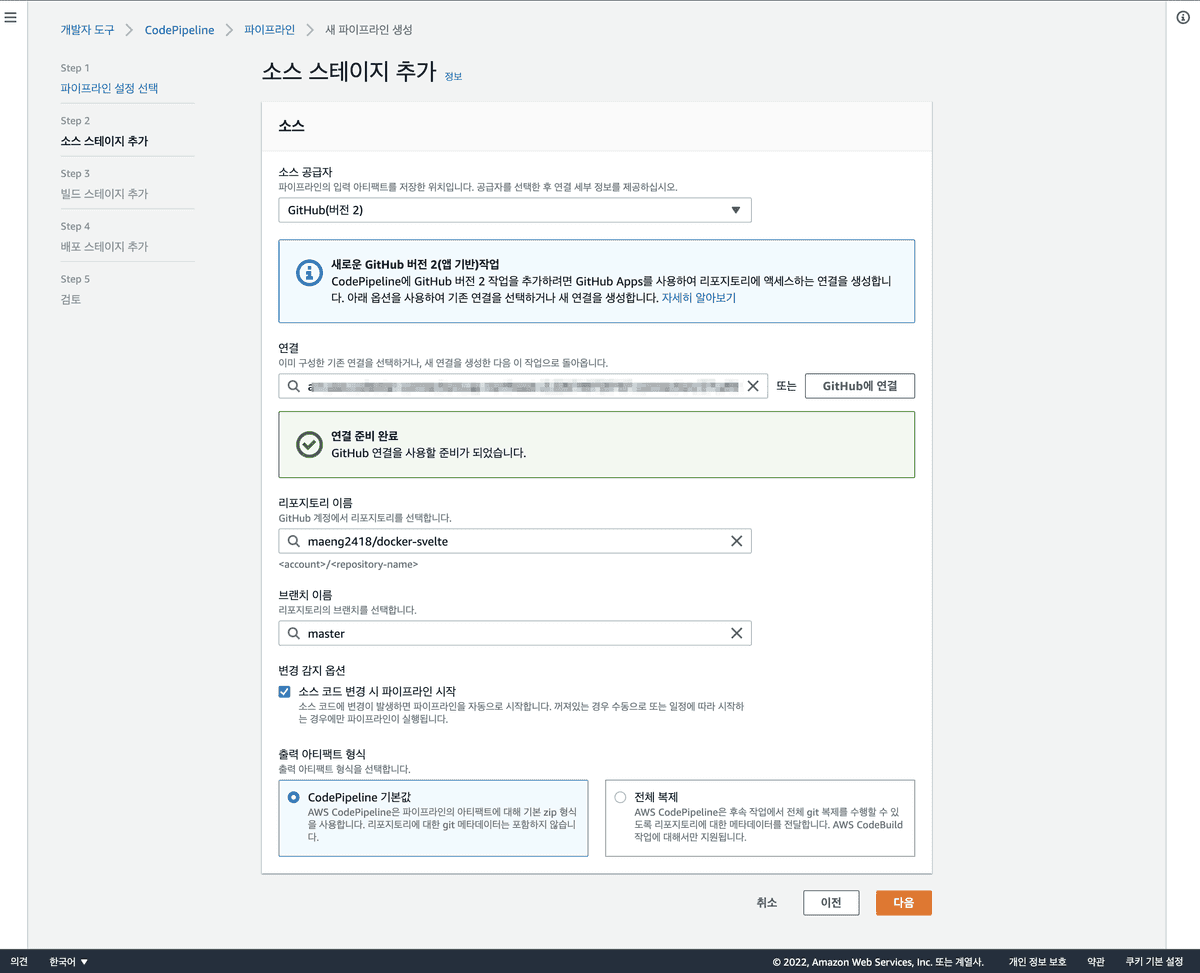 개발자 도구 > CodePipeline > 파이프라인 > 새 파이프라인 생성
Step 1
파이프라인 설정 선택
Step 2
소스 스테이지 추가
Step 3
빌드 스테이지 추가
Step 4
배포 스테이지 추가
Step 5
검토
소스 스테이지 추가 정보
소스
소스 공급자
파이프라인의 입력 아티팩트를 저장한 위치입니다. 공급자를 선택한 후 연결 세부 정보를 제공하십시오.
GitHub(버전 2)
새로운 GitHub 버전 2(앱 기반)작업
CodePipeline에 GitHub 버전 2 작업을 추가하려면 GitHub Apps를 사용하여 리포지토리에 액세스하는 연결을 생성합니
다. 아래 옵션을 사용하여 기존 연결을 선택하거나 새 연결을 생성합니다. 자세히 알아보기
연결
이미 구성한 기존 연결을 선택하거나, 새 연결을 생성한 다음 이 작업으로 돌아옵니다.
또는
GitHub에 연결
연결 준비 완료
GitHub 연결을 사용할 준비가 되었습니다.
리포지토리 이름
GitHub 계정에서 리포지토리를 선택합니다.
maeng2418/docker-svelte
<account>/<repository-name>
브랜치 이름
리포지토리의 브랜치를 선택합니다.
master
변경 감지 옵션
소스 코드 변경 시 파이프라인 시작
소스 코드에 변경이 발생하면 파이프라인을 자동으로 시작합니다. 꺼져있는 경우 수동으로 또는 일정에 따라 시작하
는 경우에만 파이프라인이 실행됩니다.
출력 아티팩트 형식
출력 아티팩트 형식을 선택합니다.
CodePipeline 기본값
AWS CodePipeline은 파이프라인의 아티팩트에 대해 기본 zip 형식
을 사용합니다. 리포지토리에 대한 git 메타데이터는 포함하지 않습니
다.
전체 복제
AWS CodePipeline은 후속 작업에서 전체 git 복제를 수행할 수 있
도록 리포지토리에 대한 메타데이터를 전달합니다. AWS CodeBuild
작업에 대해서만 지원됩니다.
취소
이전
다음
의견
한국어
© 2022, Amazon Web Services, Inc. 또는 계열사.
개인 정보 보호
약관
쿠키 기본 설정